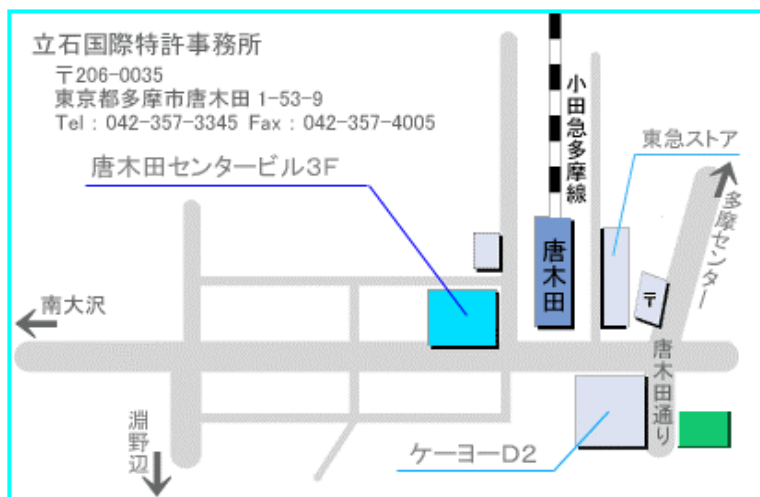 立石国際特許事務所
〒206-0035
東京都多摩市唐木田 1-53-9
Tel : 042-357-3345 Fax : 042-357-4005
唐木田センタービル3F
小田急多摩線
東急ストア
多摩センター
唐木田
〒
南大沢
唐木田通り
淵野辺
ケーヨーD2